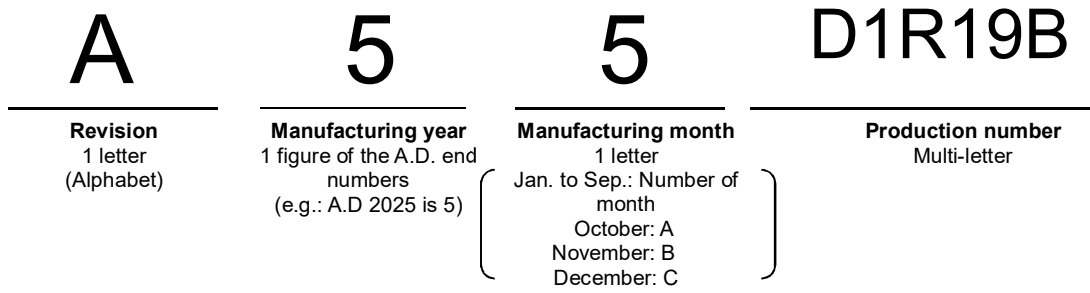 A 5 5 D1R19B
Revision
1 letter
(Alphabet)
Manufacturing year
1 figure of the A.D. end
numbers
(e.g.: A.D 2025 is 5)
Manufacturing month
1 letter
Jan. to Sep.: Number of
month
October: A
November: B
December: C
Production number
Multi-letter